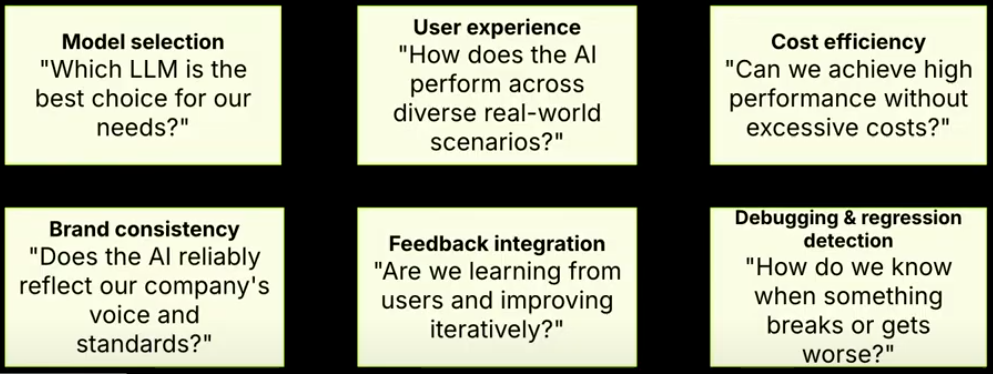 Model selection
"Which LLM is the
best choice for our
needs?"
User experience
"How does the AI
perform across
diverse real-world
scenarios?"
Cost efficiency
"Can we achieve high
performance without
excessive costs?"
Brand consistency
"Does the AI reliably
reflect our company's
voice and
standards?"
Feedback integration
"Are we learning from
users and improving
iteratively?"
Debugging & regression
detection
"How do we know
when something
breaks or gets
worse?"